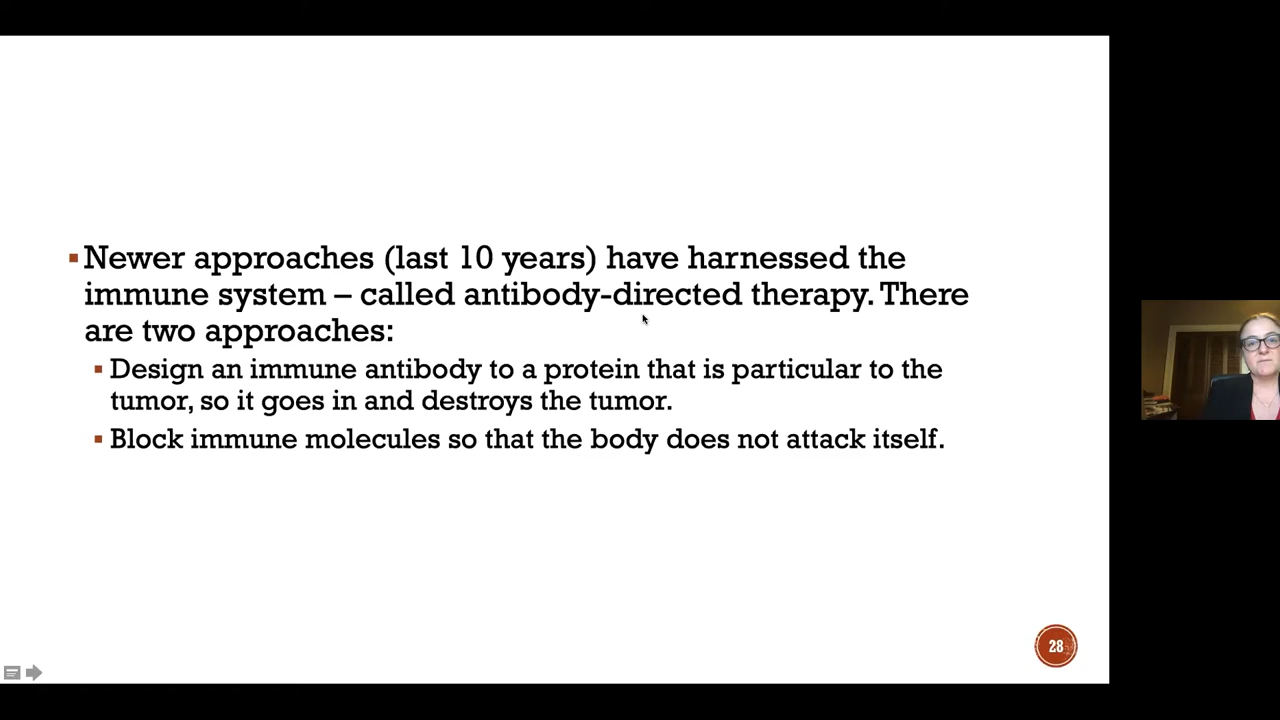 Newer approaches (last 10 years) have harnessed the
immune system – called antibody-directed therapy. There
are two approaches:
Design an immune antibody to a protein that is particular to the
tumor, so it goes in and destroys the tumor.
Block immune molecules so that the body does not attack itself.
28